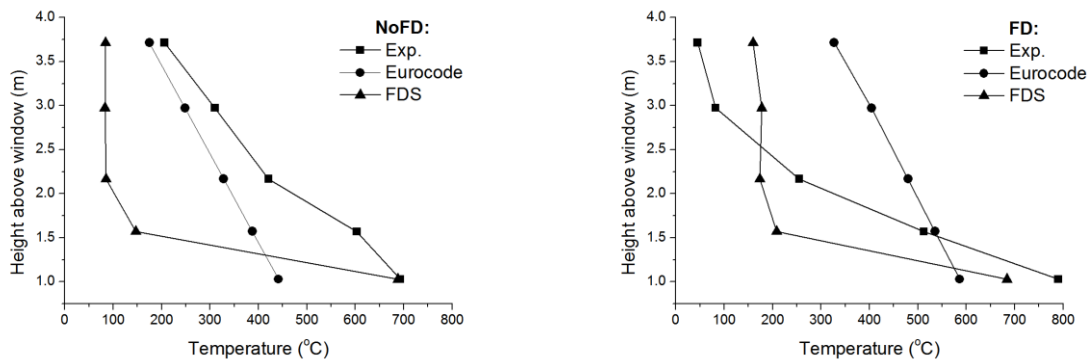 4.0
3.5
3.0
2.5
2.0
1.5
1.0
Height above window (m)
0 100 200 300 400 500 600 700 800
Temperature (°C)
NoFD:
Exp.
Eurocode
FDS
4.0
3.5
3.0
2.5
2.0
1.5
1.0
Height above window (m)
0 100 200 300 400 500 600 700 800
Temperature (°C)
FD:
Exp.
Eurocode
FDS